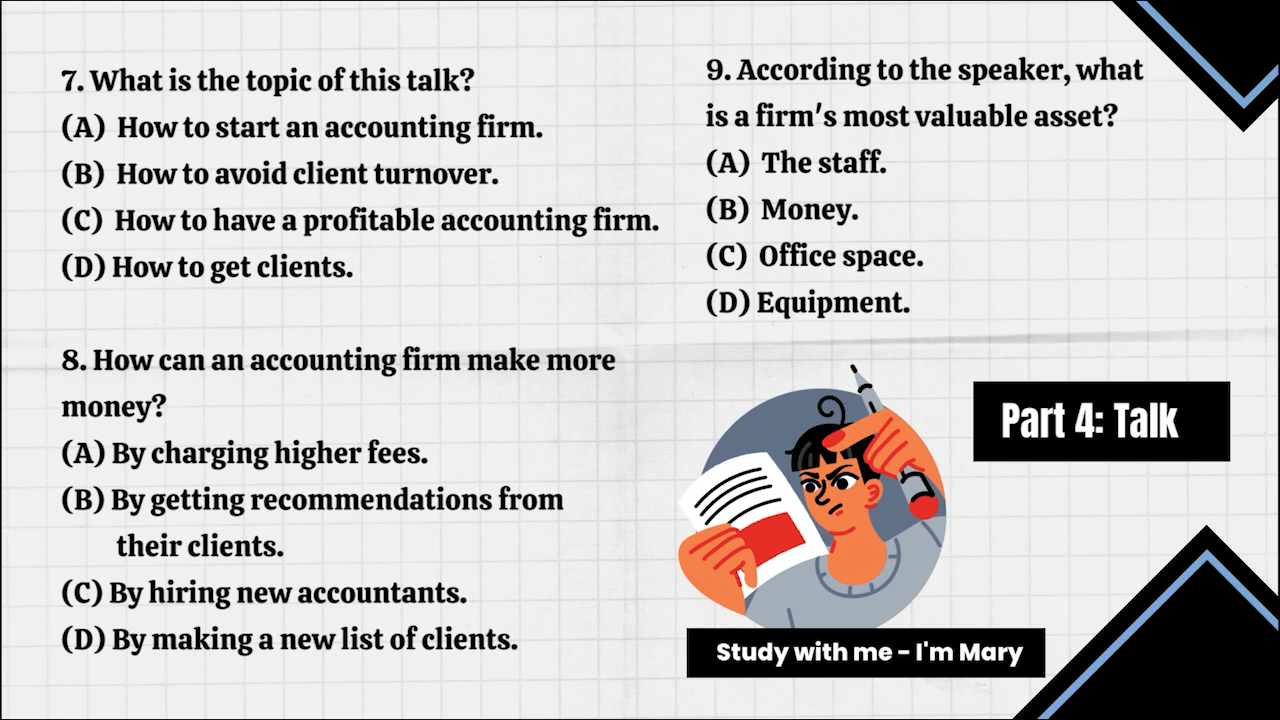 7. What is the topic of this talk?
(A) How to start an accounting firm.
(B) How to avoid client turnover.
(C) How to have a profitable accounting firm.
(D) How to get clients.
8. How can an accounting firm make more
money?
(A) By charging higher fees.
(B) By getting recommendations from
their clients.
(C) By hiring new accountants.
(D) By making a new list of clients.
9. According to the speaker, what
is a firm's most valuable asset?
(A) The staff.
(B) Money.
(C) Office space.
(D) Equipment.
Part 4: Talk
Study with me - I'm Mary